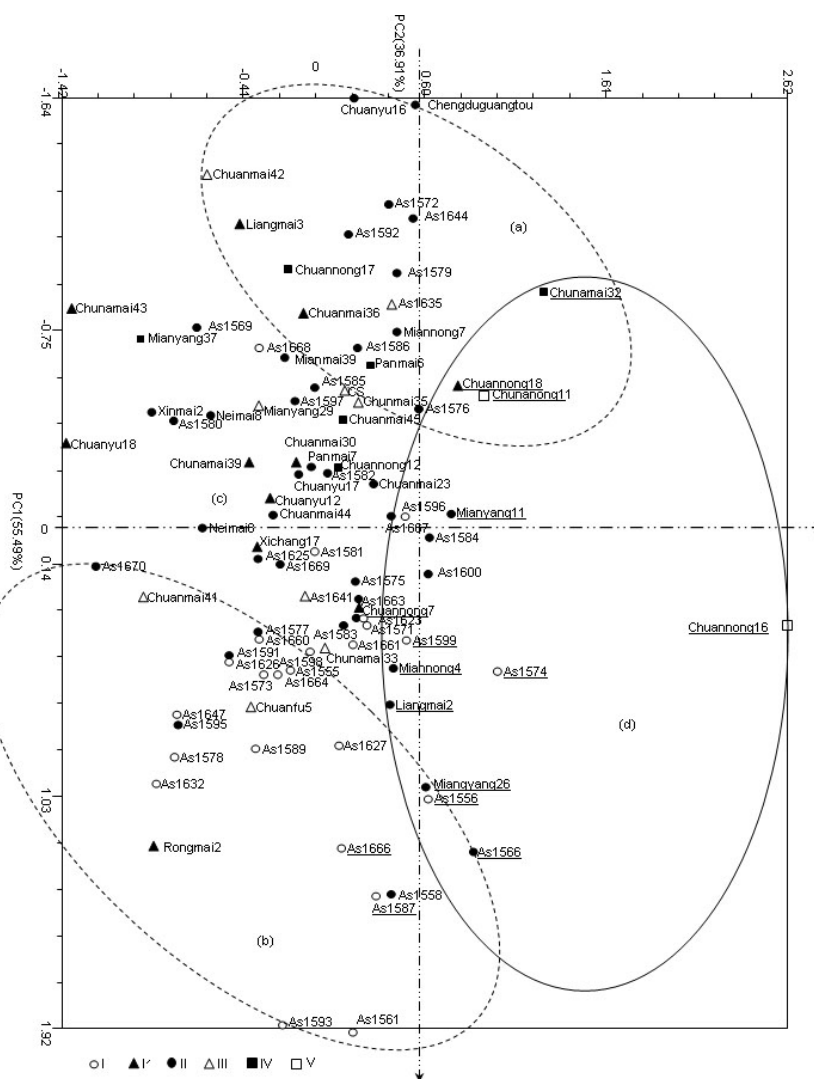 PC2(36.91%)
-1.42
-0.44
0
0.60
1.61
2.62
-1.64
Chuanyu16
Chengduguangtou
Chuanmai42
As1572
As1644
Liangmai3
As1592
(a)
Chuannong17
As1579
Chunamai32
Chunamai43
Chuanmai36
As1635
As1569
Miannong7
-0.75
Mianyang37
As1668
As1586
Mianmai39
Panmai6
As1585
CS
Chuannong18
Chunanong11
As1597
Chunmai35
Mianyang29
As1576
Xinmai2
Neimai8
As1580
Chuanmai45
Chuanyu18
Chuanmai30
Panmai7
Chunamai39
Chuannong12
As1582
Chuanyu17
Chuanmai23
PC1(55.49%)
(c)
Chuanyu12
As1596
Chuanmai44
Mianyang11
As1667
0
Neimai6
As1584
Xichang17
As1581
0.14
As1625
As1669
As1670
As1600
As1575
Chuanmai41
As1641
As1663
Chuannong7
As1623
Chuannong16
As1577
As1583
As1571
As1660
As1661
As1599
As1591
As1598
Chunamai33
As1626
As1555
Miannong4
As1574
As1573
As1664
Chuanfu5
Liangmai2
As1647
As1595
(d)
As1589
As1627
As1578
As1632
Miangyang26
1.03
As1556
Rongmai2
As1666
As1566
As1558
As1587
(b)
As1593
As1561
1.92
I
I'
II
III
IV
V